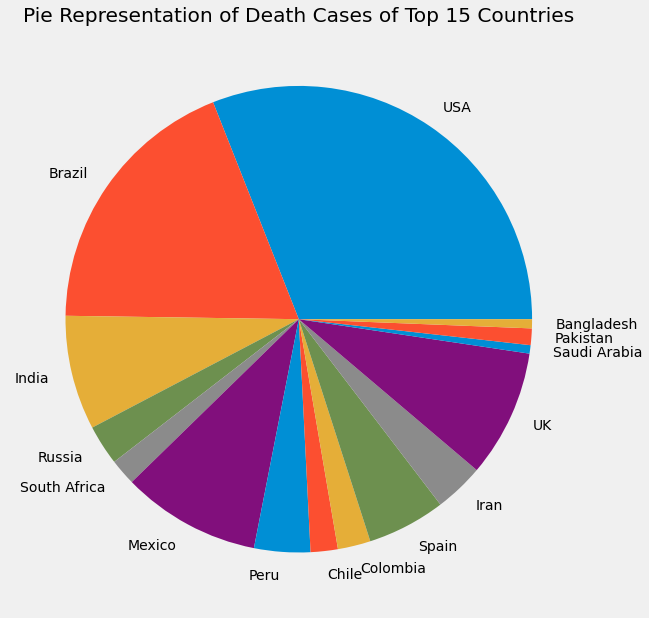 Pie Representation of Death Cases of Top 15 Countries
USA
Brazil
India
Russia
South Africa
Mexico
Peru
Chile
Colombia
Spain
Iran
UK
Saudi Arabia
Pakistan
Bangladesh